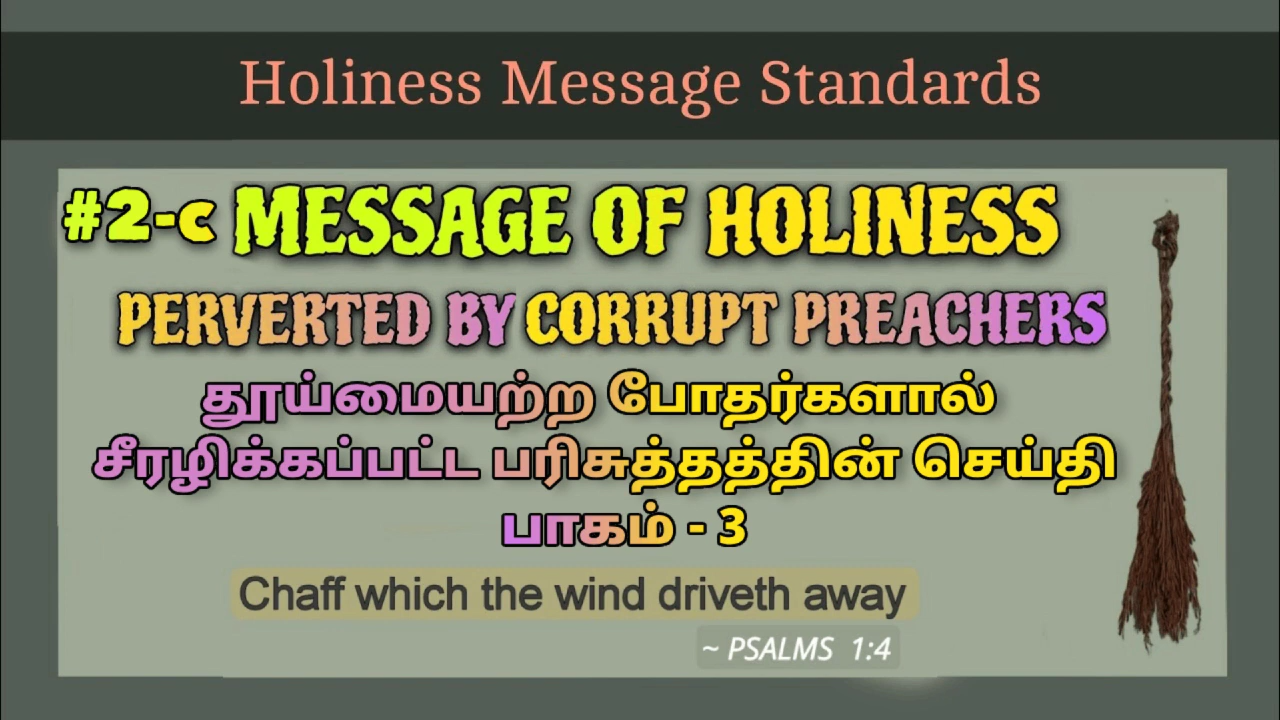 Holiness Message Standards
#2-c MESSAGE OF HOLINESS
PERVERTED BY CORRUPT PREACHERS
தூய்மையற்ற போதர்களால்
சீரழிக்கப்பட்ட பரிசுத்தத்தின் செய்தி
பாகம் - 3
Chaff which the wind driveth away
~ PSALMS 1:4